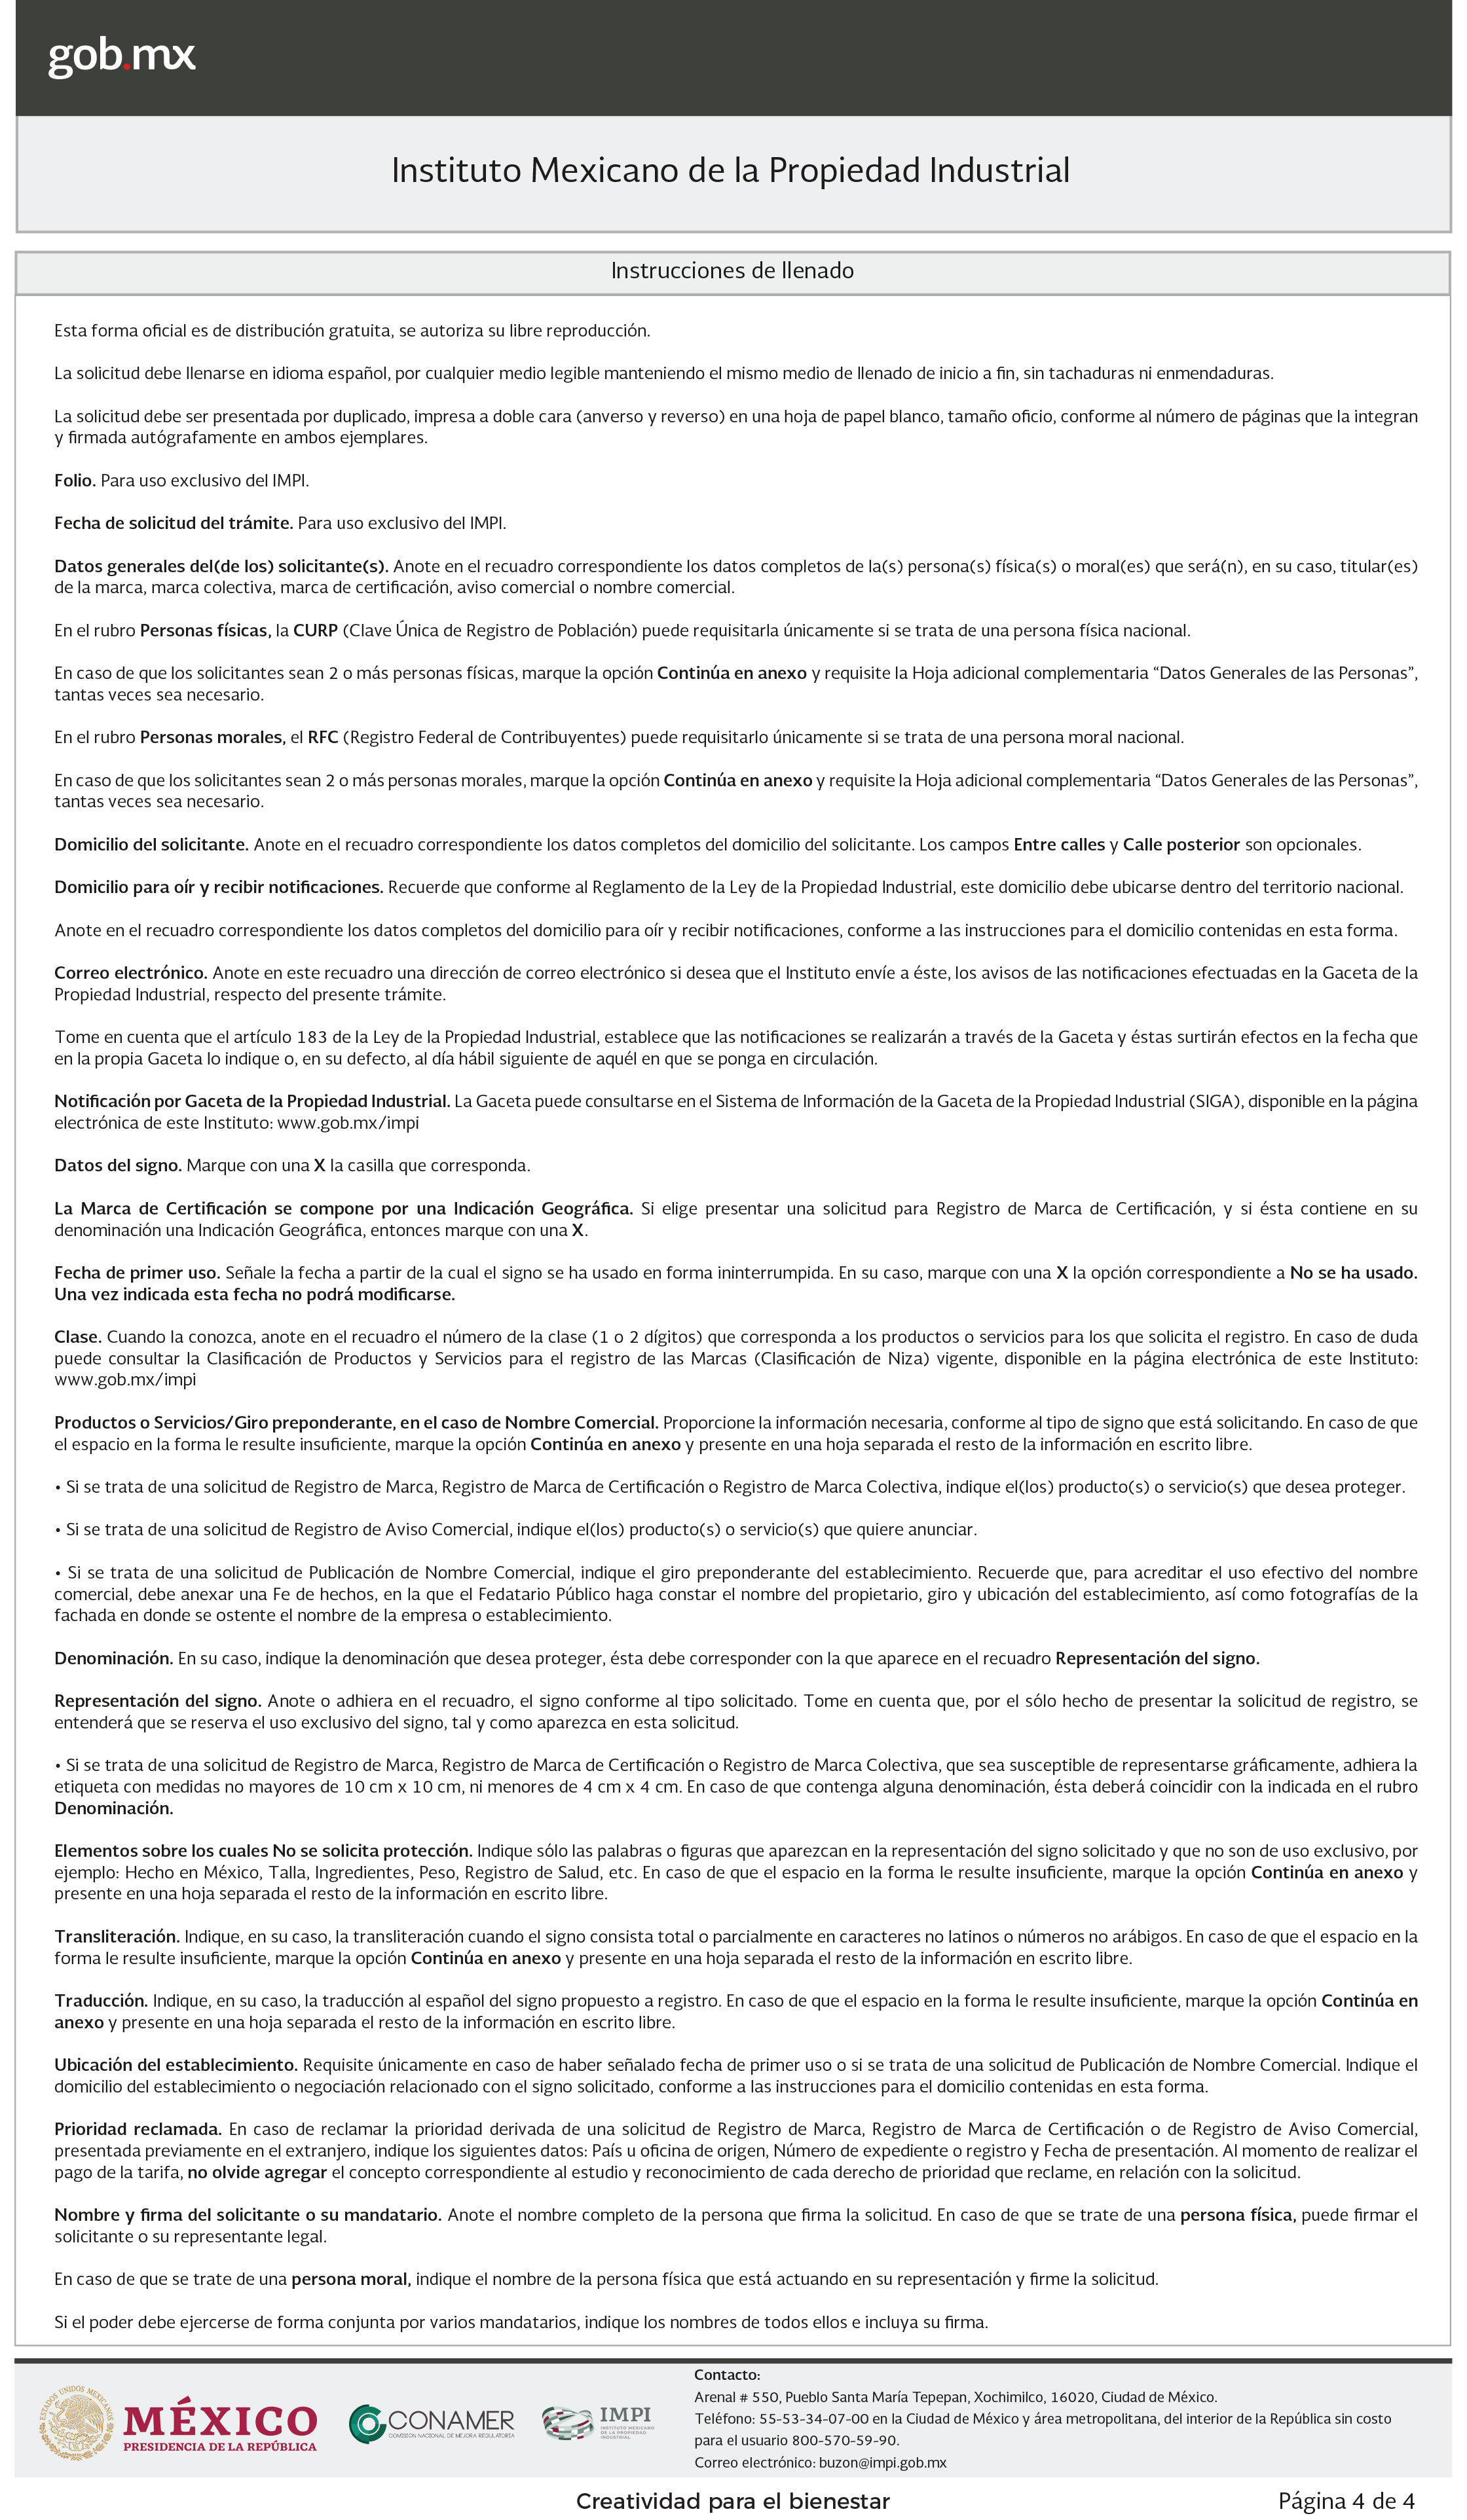 gob.mx
Instituto Mexicano de la Propiedad Industrial
Instrucciones de llenado
Esta forma oficial es de distribución gratuita, se autoriza su libre reproducción.
La solicitud debe llenarse en idioma español, por cualquier medio legible manteniendo el mismo medio de llenado de inicio a fin, sin tachaduras ni enmendaduras.
La solicitud debe ser presentada por duplicado, impresa a doble cara (anverso y reverso) en una hoja de papel blanco, tamaño oficio, conforme al número de páginas que la integran
y firmada autógrafamente en ambos ejemplares.
Folio. Para uso exclusivo del IMPI.
Fecha de solicitud del trámite. Para uso exclusivo del IMPI.
Datos generales del(de los) solicitante(s). Anote en el recuadro correspondiente los datos completos de la(s) persona(s) física(s) o moral(es) que será(n), en su caso, titular(es)
de la marca, marca colectiva, marca de certificación, aviso comercial o nombre comercial.
En el rubro Personas físicas, la CURP (Clave Única de Registro de Población) puede requisitarla únicamente si se trata de una persona física nacional.
En caso de que los solicitantes sean 2 o más personas físicas, marque la opción Continúa en anexo y requisite la Hoja adicional complementaria “Datos Generales de las Personas”,
tantas veces sea necesario.
En el rubro Personas morales, el RFC (Registro Federal de Contribuyentes) puede requisitarlo únicamente si se trata de una persona moral nacional.
En caso de que los solicitantes sean 2 o más personas morales, marque la opción Continúa en anexo y requisite la Hoja adicional complementaria “Datos Generales de las Personas”,
tantas veces sea necesario.
Domicilio del solicitante. Anote en el recuadro correspondiente los datos completos del domicilio del solicitante. Los campos Entre calles y Calle posterior son opcionales.
Domicilio para oír y recibir notificaciones. Recuerde que conforme al Reglamento de la Ley de la Propiedad Industrial, este domicilio debe ubicarse dentro del territorio nacional.
Anote en el recuadro correspondiente los datos completos del domicilio para oír y recibir notificaciones, conforme a las instrucciones para el domicilio contenidas en esta forma.
Correo electrónico. Anote en este recuadro una dirección de correo electrónico si desea que el Instituto envíe a éste, los avisos de las notificaciones efectuadas en la Gaceta de la
Propiedad Industrial, respecto del presente trámite.
Tome en cuenta que el artículo 183 de la Ley de la Propiedad Industrial, establece que las notificaciones se realizarán a través de la Gaceta y éstas surtirán efectos en la fecha que
en la propia Gaceta lo indique o, en su defecto, al día hábil siguiente de aquél en que se ponga en circulación.
Notificación por Gaceta de la Propiedad Industrial. La Gaceta puede consultarse en el Sistema de Información de la Gaceta de la Propiedad Industrial (SIGA), disponible en la página
electrónica de este Instituto: www.gob.mx/impi
Datos del signo. Marque con una X la casilla que corresponda.
La Marca de Certificación se compone por una Indicación Geográfica. Si elige presentar una solicitud para Registro de Marca de Certificación, y si ésta contiene en su
denominación una Indicación Geográfica, entonces marque con una X.
Fecha de primer uso. Señale la fecha a partir de la cual el signo se ha usado en forma ininterrumpida. En su caso, marque con una X la opción correspondiente a No se ha usado.
Una vez indicada esta fecha no podrá modificarse.
Clase. Cuando la conozca, anote en el recuadro el número de la clase (1 o 2 dígitos) que corresponda a los productos o servicios para los que solicita el registro. En caso de duda
puede consultar la Clasificación de Productos y Servicios para el registro de las Marcas (Clasificación de Niza) vigente, disponible en la página electrónica de este Instituto:
www.gob.mx/impi
Productos o Servicios/Giro preponderante, en el caso de Nombre Comercial. Proporcione la información necesaria, conforme al tipo de signo que está solicitando. En caso de que
el espacio en la forma le resulte insuficiente, marque la opción Continúa en anexo y presente en una hoja separada el resto de la información en escrito libre.
• Si se trata de una solicitud de Registro de Marca, Registro de Marca de Certificación o Registro de Marca Colectiva, indique el(los) producto(s) o servicio(s) que desea proteger.
• Si se trata de una solicitud de Registro de Aviso Comercial, indique el(los) producto(s) o servicio(s) que quiere anunciar.
• Si se trata de una solicitud de Publicación de Nombre Comercial, indique el giro preponderante del establecimiento. Recuerde que, para acreditar el uso efectivo del nombre
comercial, debe anexar una Fe de hechos, en la que el Fedatario Público haga constar el nombre del propietario, giro y ubicación del establecimiento, así como fotografías de la
fachada en donde se ostente el nombre de la empresa o establecimiento.
Denominación. En su caso, indique la denominación que desea proteger, ésta debe corresponder con la que aparece en el recuadro Representación del signo.
Representación del signo. Anote o adhiera en el recuadro, el signo conforme al tipo solicitado. Tome en cuenta que, por el sólo hecho de presentar la solicitud de registro, se
entenderá que se reserva el uso exclusivo del signo, tal y como aparezca en esta solicitud.
• Si se trata de una solicitud de Registro de Marca, Registro de Marca de Certificación o Registro de Marca Colectiva, que sea susceptible de representarse gráficamente, adhiera la
etiqueta con medidas no mayores de 10 cm x 10 cm, ni menores de 4 cm x 4 cm. En caso de que contenga alguna denominación, ésta deberá coincidir con la indicada en el rubro
Denominación.
Elementos sobre los cuales No se solicita protección. Indique sólo las palabras o figuras que aparezcan en la representación del signo solicitado y que no son de uso exclusivo, por
ejemplo: Hecho en México, Talla, Ingredientes, Peso, Registro de Salud, etc. En caso de que el espacio en la forma le resulte insuficiente, marque la opción Continúa en anexo y
presente en una hoja separada el resto de la información en escrito libre.
Transliteración. Indique, en su caso, la transliteración cuando el signo consista total o parcialmente en caracteres no latinos o números no arábigos. En caso de que el espacio en la
forma le resulte insuficiente, marque la opción Continúa en anexo y presente en una hoja separada el resto de la información en escrito libre.
Traducción. Indique, en su caso, la traducción al español del signo propuesto a registro. En caso de que el espacio en la forma le resulte insuficiente, marque la opción Continúa en
anexo y presente en una hoja separada el resto de la información en escrito libre.
Ubicación del establecimiento. Requisite únicamente en caso de haber señalado fecha de primer uso o si se trata de una solicitud de Publicación de Nombre Comercial. Indique el
domicilio del establecimiento o negociación relacionado con el signo solicitado, conforme a las instrucciones para el domicilio contenidas en esta forma.
Prioridad reclamada. En caso de reclamar la prioridad derivada de una solicitud de Registro de Marca, Registro de Marca de Certificación o de Registro de Aviso Comercial,
presentada previamente en el extranjero, indique los siguientes datos: País u oficina de origen, Número de expediente o registro y Fecha de presentación. Al momento de realizar el
pago de la tarifa, no olvide agregar el concepto correspondiente al estudio y reconocimiento de cada derecho de prioridad que reclame, en relación con la solicitud.
Nombre y firma del solicitante o su mandatario. Anote el nombre completo de la persona que firma la solicitud. En caso de que se trate de una persona física, puede firmar el
solicitante o su representante legal.
En caso de que se trate de una persona moral, indique el nombre de la persona física que está actuando en su representación y firme la solicitud.
Si el poder debe ejercerse de forma conjunta por varios mandatarios, indique los nombres de todos ellos e incluya su firma.
ESTADOS UNIDOS MEXICANOS
MÉXICO
PRESIDENCIA DE LA REPÚBLICA
CONAMER
COMISIÓN NACIONAL DE MEJORA REGULATORIA
IMPI
INSTITUTO MEXICANO
DE LA PROPIEDAD
INDUSTRIAL
Contacto:
Arenal # 550, Pueblo Santa María Tepepan, Xochimilco, 16020, Ciudad de México.
Teléfono: 55-53-34-07-00 en la Ciudad de México y área metropolitana, del interior de la República sin costo
para el usuario 800-570-59-90.
Correo electrónico: buzon@impi.gob.mx
Creatividad para el bienestar
Página 4 de 4